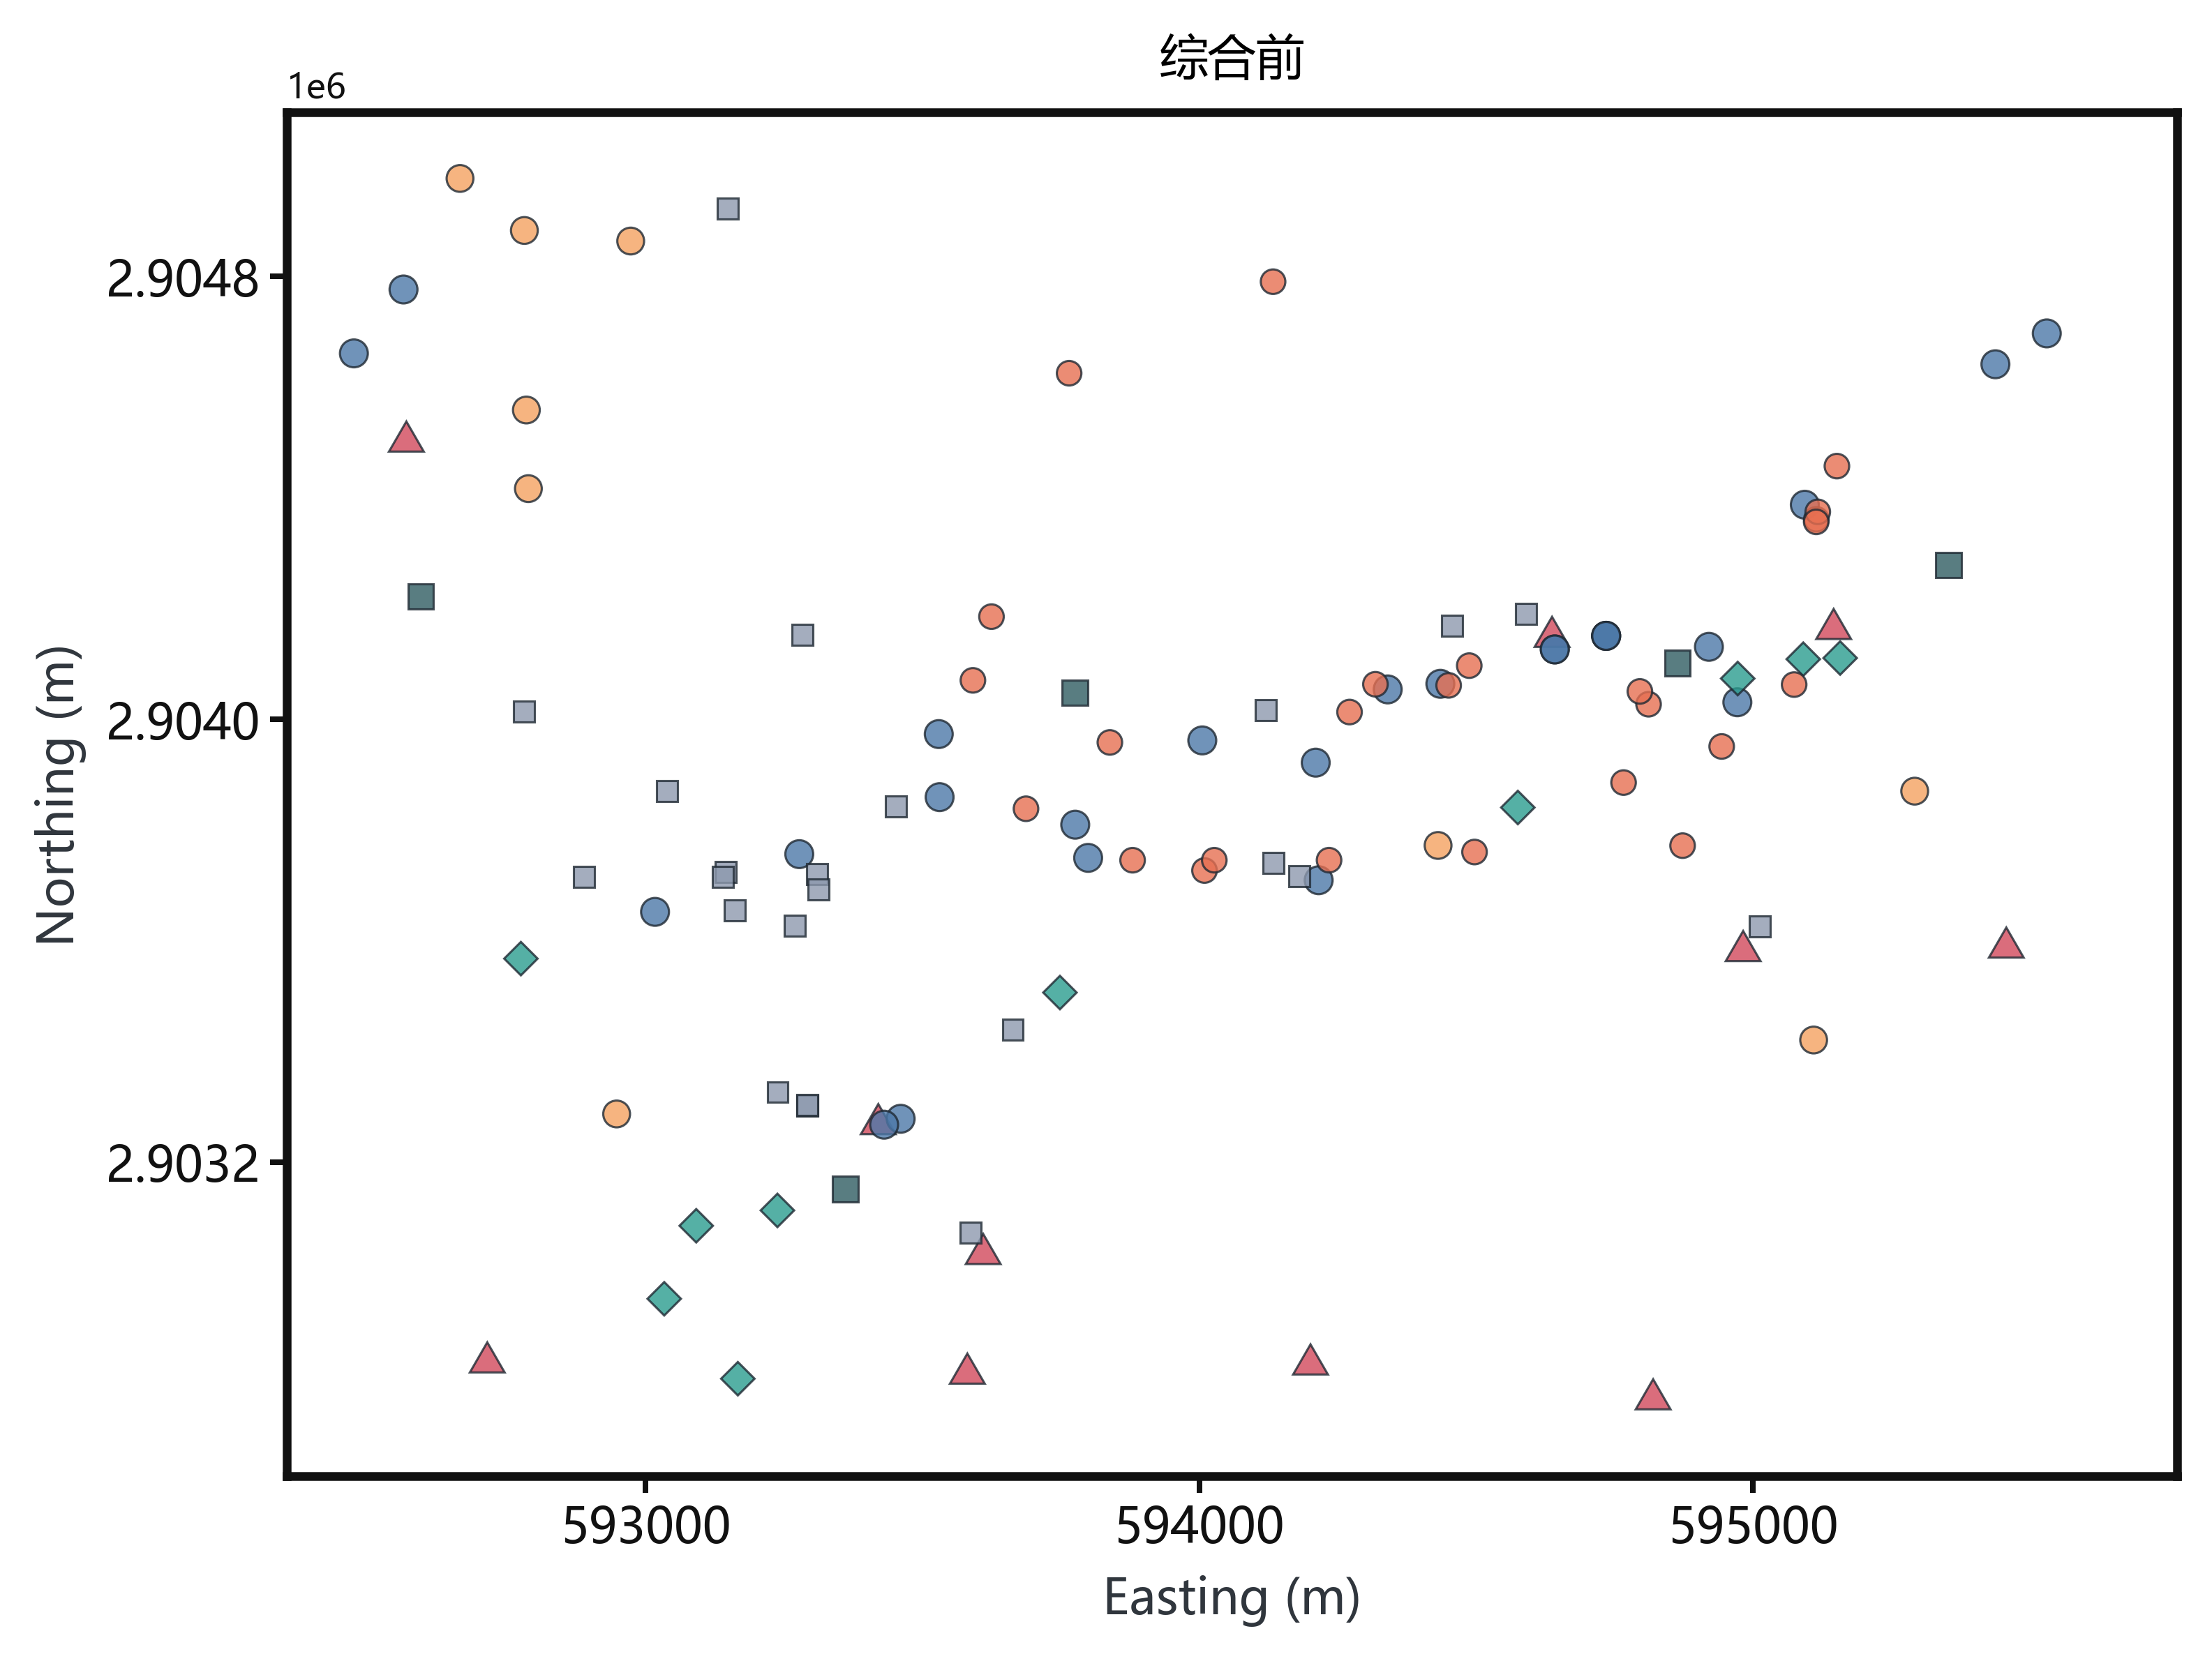 综合前
1e6
2.9048
2.9040
2.9032
Northing (m)
593000 594000 595000
Easting (m)